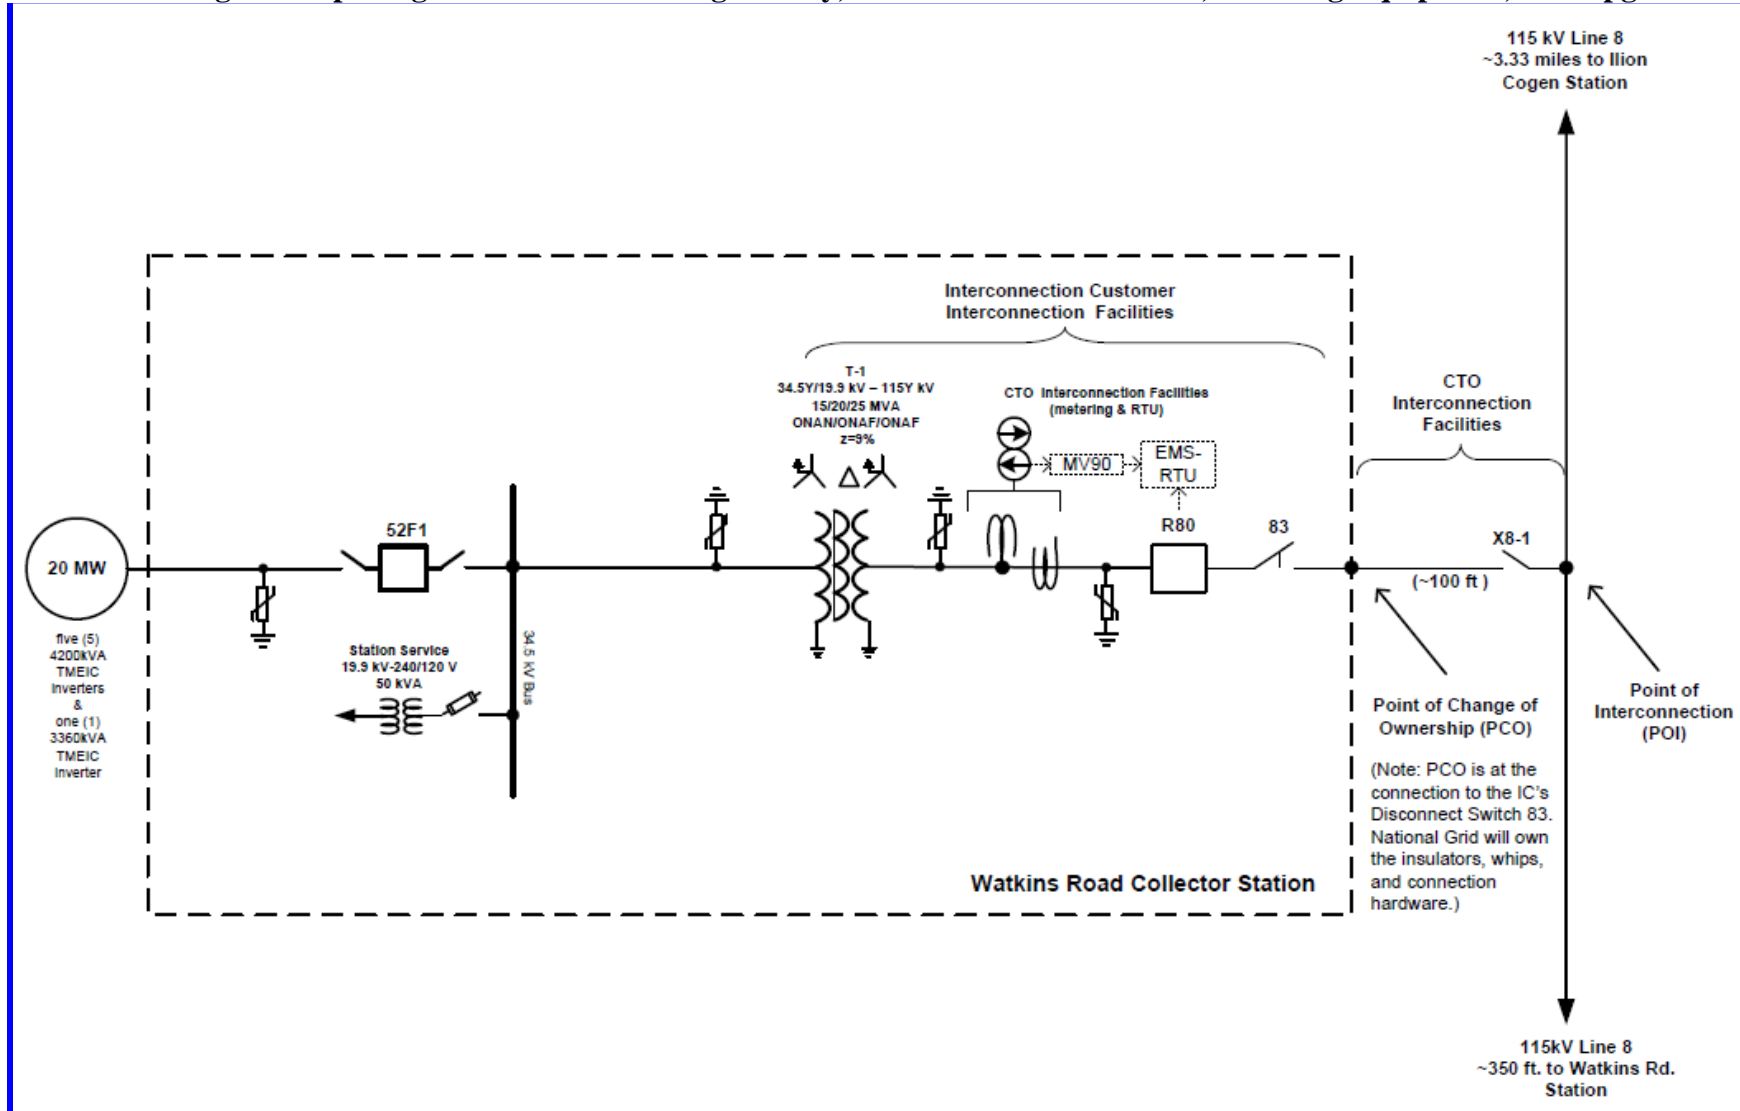 115 kV Line 8
~3.33 miles to Ilion
Cogen Station
Interconnection Customer
Interconnection Facilities
T-1
34.5Y/19.9 kV – 115Y kV
15/20/25 MVA
ONAN/ONAF/ONAF
z=9%
CTO Interconnection Facilities
(metering & RTU)
MV90
EMS-
RTU
CTO
Interconnection
Facilities
52F1
R80
83
X8-1
20 MW
(~100 ft )
five (5)
4200kVA
TMEIC
Inverters
&
one (1)
3360kVA
TMEIC
Inverter
Station Service
19.9 kV-240/120 V
50 kVA
34.5 kV Bus
Point of Change of
Ownership (PCO)
(Note: PCO is at the
connection to the IC's
Disconnect Switch 83.
National Grid will own
the insulators, whips,
and connection
hardware.)
Point of
Interconnection
(POI)
Watkins Road Collector Station
115kV Line 8
~350 ft. to Watkins Rd.
Station